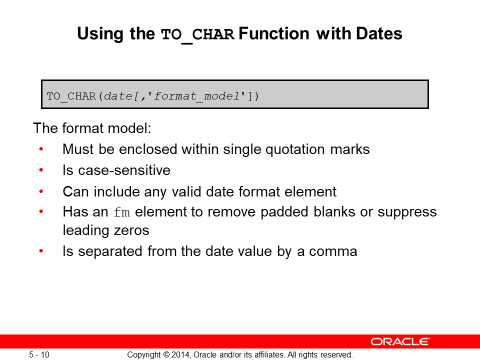 Using the TO_CHAR Function with Dates
TO_CHAR(date[,'format_model'])
The format model:
• Must be enclosed within single quotation marks
• Is case-sensitive
• Can include any valid date format element
• Has an fm element to remove padded blanks or suppress
leading zeros
• Is separated from the date value by a comma
ORACLE
5 - 10 Copyright © 2014, Oracle and/or its affiliates. All rights reserved.